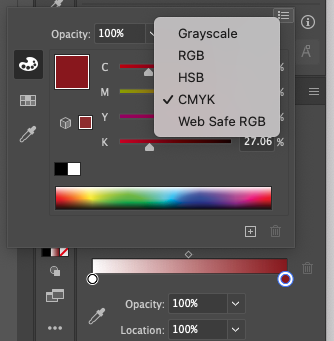 Opacity: 100%
Grayscale
RGB
HSB
✓ CMYK
Web Safe RGB
C %
M %
Y %
K 27.06 %
Opacity: 100%
Location: 100%